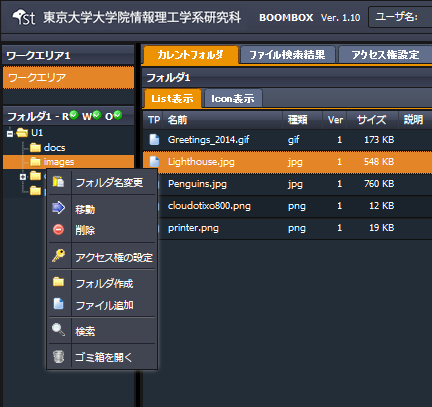 st 東京大学大学院情報理工学系研究科 BOOMBOX Ver. 1.10 ユーザ名:
ワークエリア1
ワークエリア
カレントフォルダ ファイル検索結果 アクセス権設定
フォルダ1
List表示 Icon表示
フォルダ1 - R W O
TP 名前 種類 Ver サイズ 説明
U1
docs
images
Greetings_2014.gif gif 1 173 KB
Lighthouse.jpg jpg 1 548 KB
Penguins.jpg jpg 1 760 KB
cloudotixo800.png png 1 12 KB
printer.png png 1 19 KB
フォルダ名変更
移動
削除
アクセス権の設定
フォルダ作成
ファイル追加
検索
ゴミ箱を開く